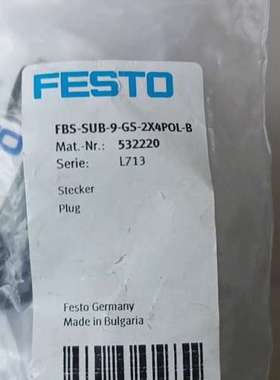 FESTO
FBS-SUB-9-GS-2X4POL-B
Mat.-Nr.: 532220
Serie: L713
Stecker
Plug
Festo Germany
Made in Bulgaria